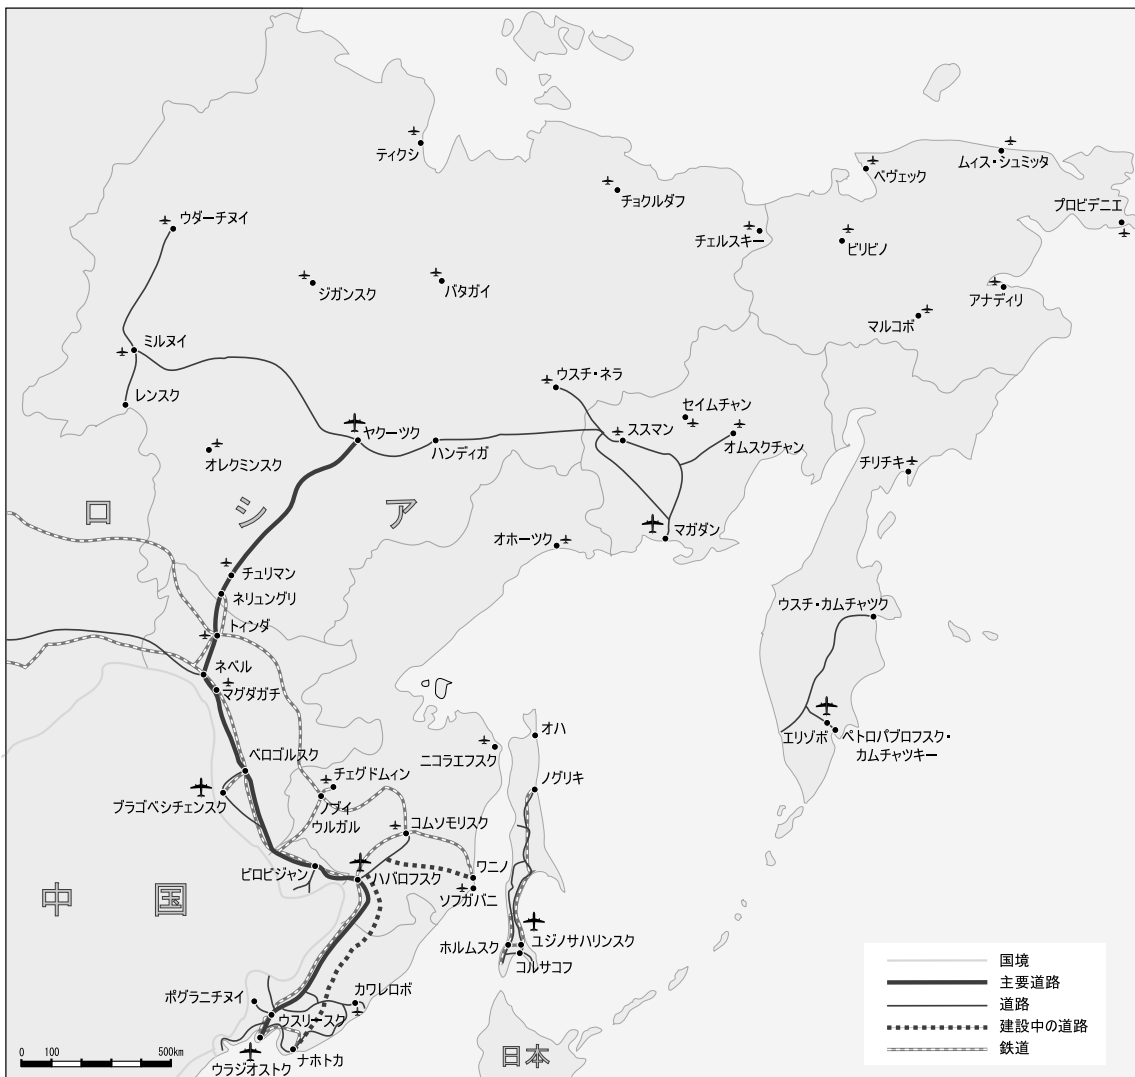 ティクシ
ムィス・シュミッタ
ペヴェック
チョクルダフ
プロビデニエ
ウダーチヌイ
チェルスキー
ビリビノ
ジガンスク
バタガイ
アナディリ
マルコボ
ミルヌイ
ウスチ・ネラ
レンスク
セイムチャン
ヤクーツク
ススマン
ハンディガ
オムスクチャン
オレクミンスク
チリチキ
ロシア
マガダン
オホーツク
チュリマン
ネリュングリ
ウスチ・カムチャツク
トィンダ
ネベル
マグダガチ
オハ
エリゾボ
ペトロパブロフスク・
カムチャツキー
ニコラエフスク
ベロゴルスク
チェグドムィン
ノグリキ
ブラゴベシチェンスク
ノブイ
ウルガル
コムソモリスク
ワニノ
ビロビジャン
ハバロフスク
ソフガバニ
中国
ホルムスク
ユジノサハリンスク
コルサコフ
国境
主要道路
道路
建設中の道路
鉄道
ポグラニチヌイ
カワレロボ
ウスリースク
ナホトカ
ウラジオストク
日本
0 100 500km